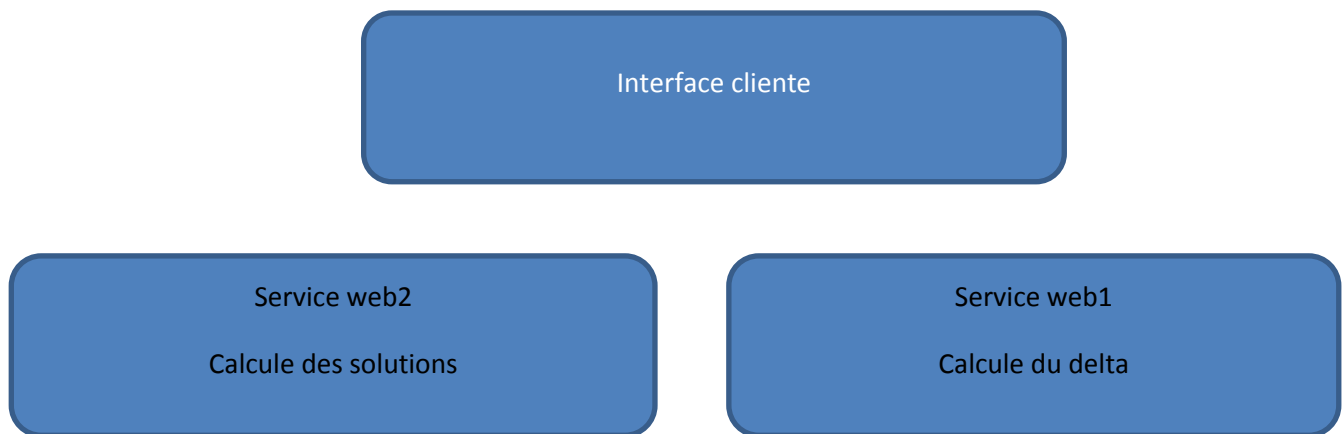 Interface cliente
Service web2
Calcule des solutions
Service web1
Calcule du delta